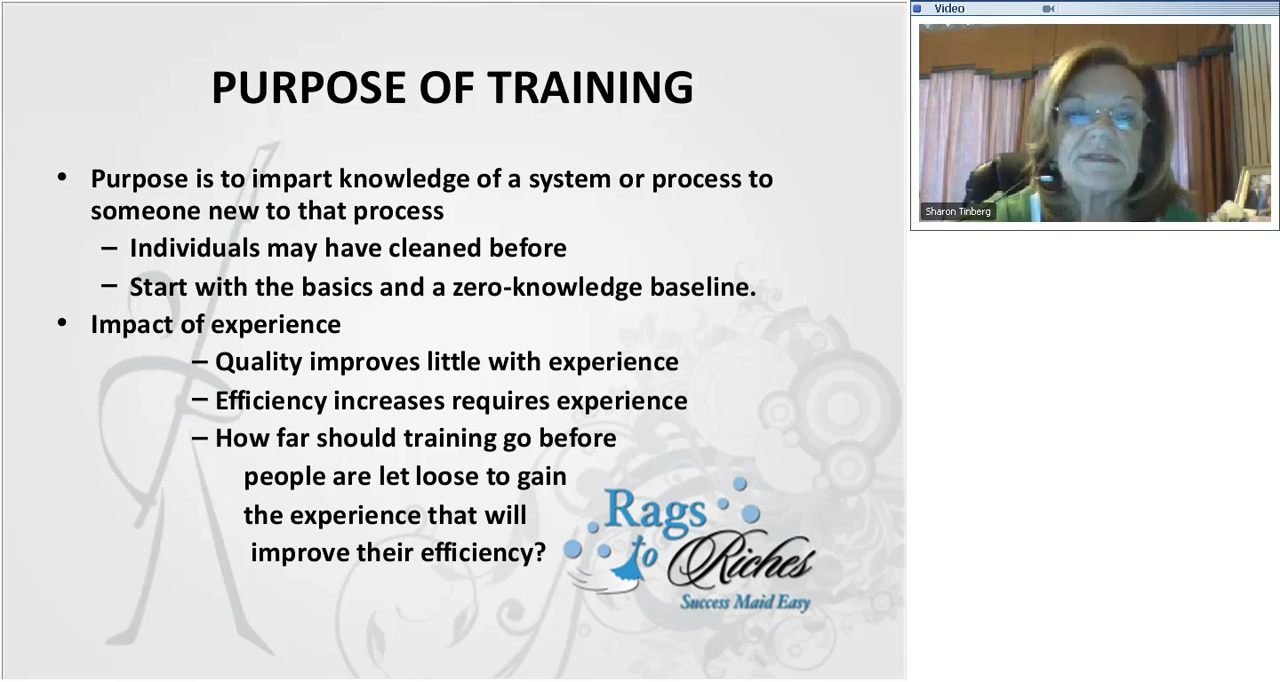 PURPOSE OF TRAINING
• Purpose is to impart knowledge of a system or process to
someone new to that process
– Individuals may have cleaned before
– Start with the basics and a zero-knowledge baseline.
• Impact of experience
– Quality improves little with experience
– Efficiency increases requires experience
– How far should training go before
people are let loose to gain
the experience that will
improve their efficiency?
Rags
to
Riches
Success Maid Easy
Video
Sharon Tinberg